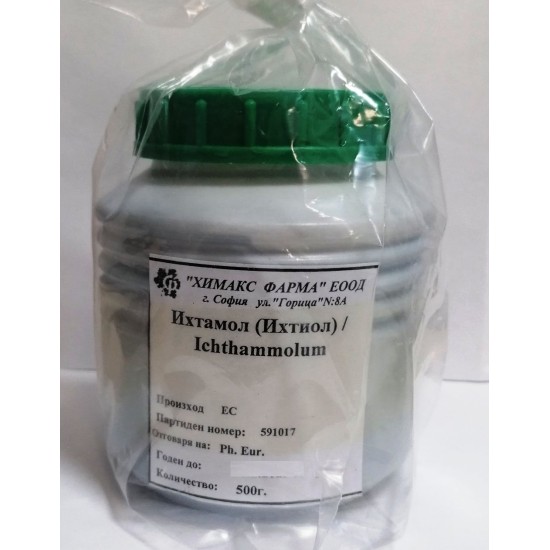 "ХИМАКС ФАРМА" ЕООД
г. София ул."Горица"N:8А
Ихтамол (Ихтиол) /
Ichthammolum
Произход ЕС
Партиден номер: 591017
Отговаря на: Ph. Eur.
Годен до:
Количество: 500г.